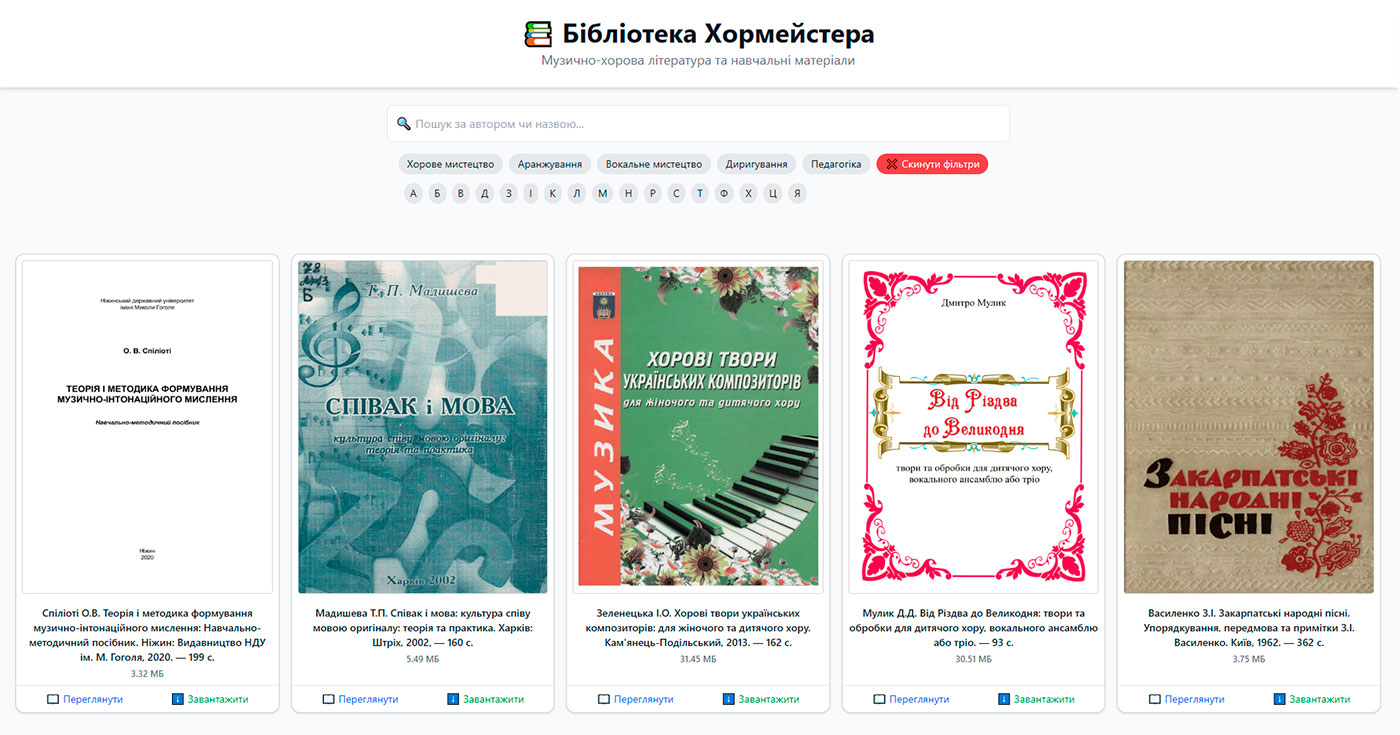 Бібліотека Хормейстера
Музично-хорова література та навчальні матеріали
Пошук за автором чи назвою...
Хорове мистецтво Аранжування Вокальне мистецтво Диригування Педагогіка Скинути фільтри
А Б В Д З І К Л М Н Р С Т Ф Х Ц Я
Ніжинський державний університет
імені Миколи Гоголя
О. В. Спіліоті
ТЕОРІЯ І МЕТОДИКА ФОРМУВАННЯ
МУЗИЧНО-ІНТОНАЦІЙНОГО МИСЛЕННЯ
Навчально-методичний посібник
Ніжин
2020
Спіліоті О.В. Теорія і методика формування
музично-інтонаційного мислення: Навчально-
методичний посібник. Ніжин: Видавництво НДУ
ім. М. Гоголя, 2020. — 199 с.
3.32 МБ
Переглянути Завантажити
Т. П. Мадишева
СПІВАК і МОВА
культура співу мовою оригіналу:
теорія та практика
Харків 2002
Мадишева Т.П. Співак і мова: культура співу
мовою оригіналу: теорія та практика. Харків:
Штріх, 2002, — 160 с.
5.49 МБ
Переглянути Завантажити
МУЗИКА
ХОРОВІ ТВОРИ
УКРАЇНСЬКИХ КОМПОЗИТОРІВ
для жіночого та дитячого хору
Зеленецька І.О. Хорові твори українських
композиторів: для жіночого та дитячого хору.
Кам'янець-Подільський, 2013. — 162 с.
31.45 МБ
Переглянути Завантажити
Дмитро Мулик
Від Різдва
до Великодня
твори та обробки для дитячого хору,
вокального ансамблю або тріо
Мулик Д.Д. Від Різдва до Великодня: твори та
обробки для дитячого хору, вокального ансамблю
або тріо. — 93 с.
30.51 МБ
Переглянути Завантажити
ЗАКАРПАТСЬКІ
НАРОДНІ
ПІСНІ
Василенко З.І. Закарпатські народні пісні.
Упорядкування, передмова та примітки З.І.
Василенко. Київ, 1962. — 362 с.
3.75 МБ
Переглянути Завантажити